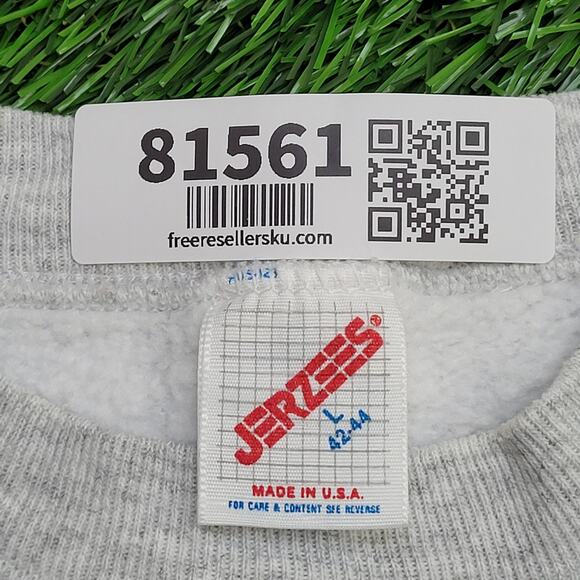 81561
freeresellersku.com
JERZEES®
L
42-44
MADE IN U.S.A.
FOR CARE & CONTENT SEE REVERSE